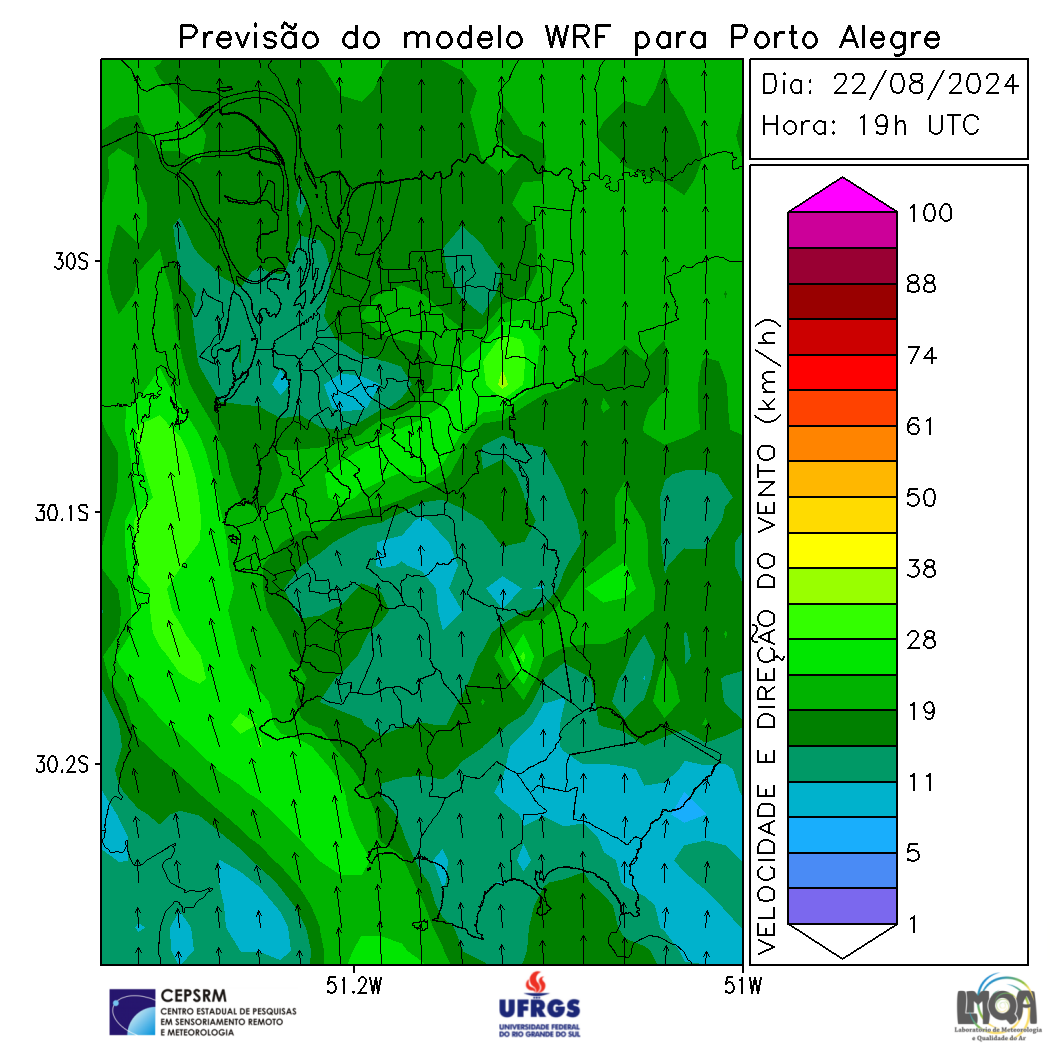 Previsão do modelo WRF para Porto Alegre
Dia: 22/08/2024
Hora: 19h UTC
30S
30.1S
30.2S
51.2W
51W
VELOCIDADE E DIREÇÃO DO VENTO (km/h)
100
88
74
61
50
38
28
19
11
5
1
CEPSRM
CENTRO ESTADUAL DE PESQUISAS
EM SENSORIAMENTO REMOTO
E METEOROLOGIA
UFRGS
UNIVERSIDADE FEDERAL
DO RIO GRANDE DO SUL
LMQA
Laboratório de Meteorologia
e Qualidade do Ar